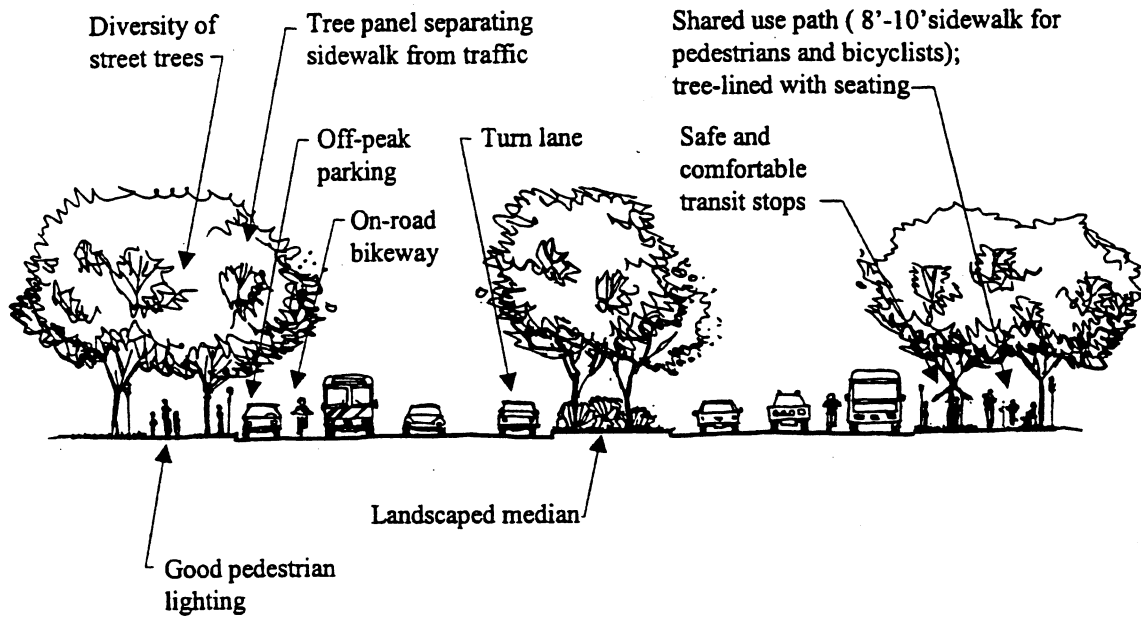 Diversity of
street trees
Tree panel separating
sidewalk from traffic
Shared use path ( 8'-10'sidewalk for
pedestrians and bicyclists);
tree-lined with seating
Off-peak
parking
Turn lane
Safe and
comfortable
transit stops
On-road
bikeway
Landscaped median
Good pedestrian
lighting